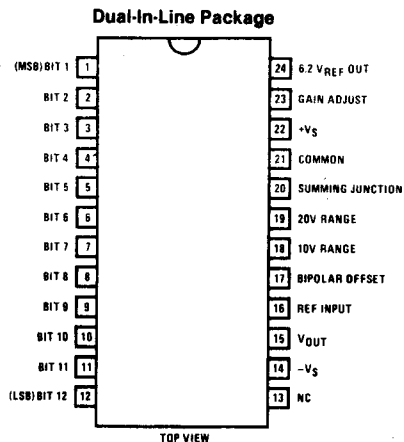 Dual-In-Line Package
(MSB) BIT 1 1
BIT 2 2
BIT 3 3
BIT 4 4
BIT 5 5
BIT 6 6
BIT 7 7
BIT 8 8
BIT 9 9
BIT 10 10
BIT 11 11
(LSB) BIT 12 12
24 6.2 VREF OUT
23 GAIN ADJUST
22 +VS
21 COMMON
20 SUMMING JUNCTION
19 20V RANGE
18 10V RANGE
17 BIPOLAR OFFSET
16 REF INPUT
15 VOUT
14 −VS
13 NC
TOP VIEW